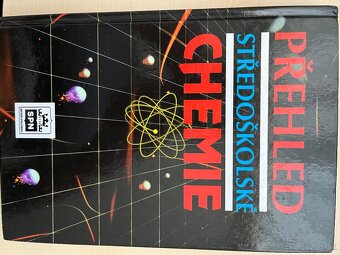 PŘEHLED
STŘEDOŠKOLSKÉ
CHEMIE
SPN